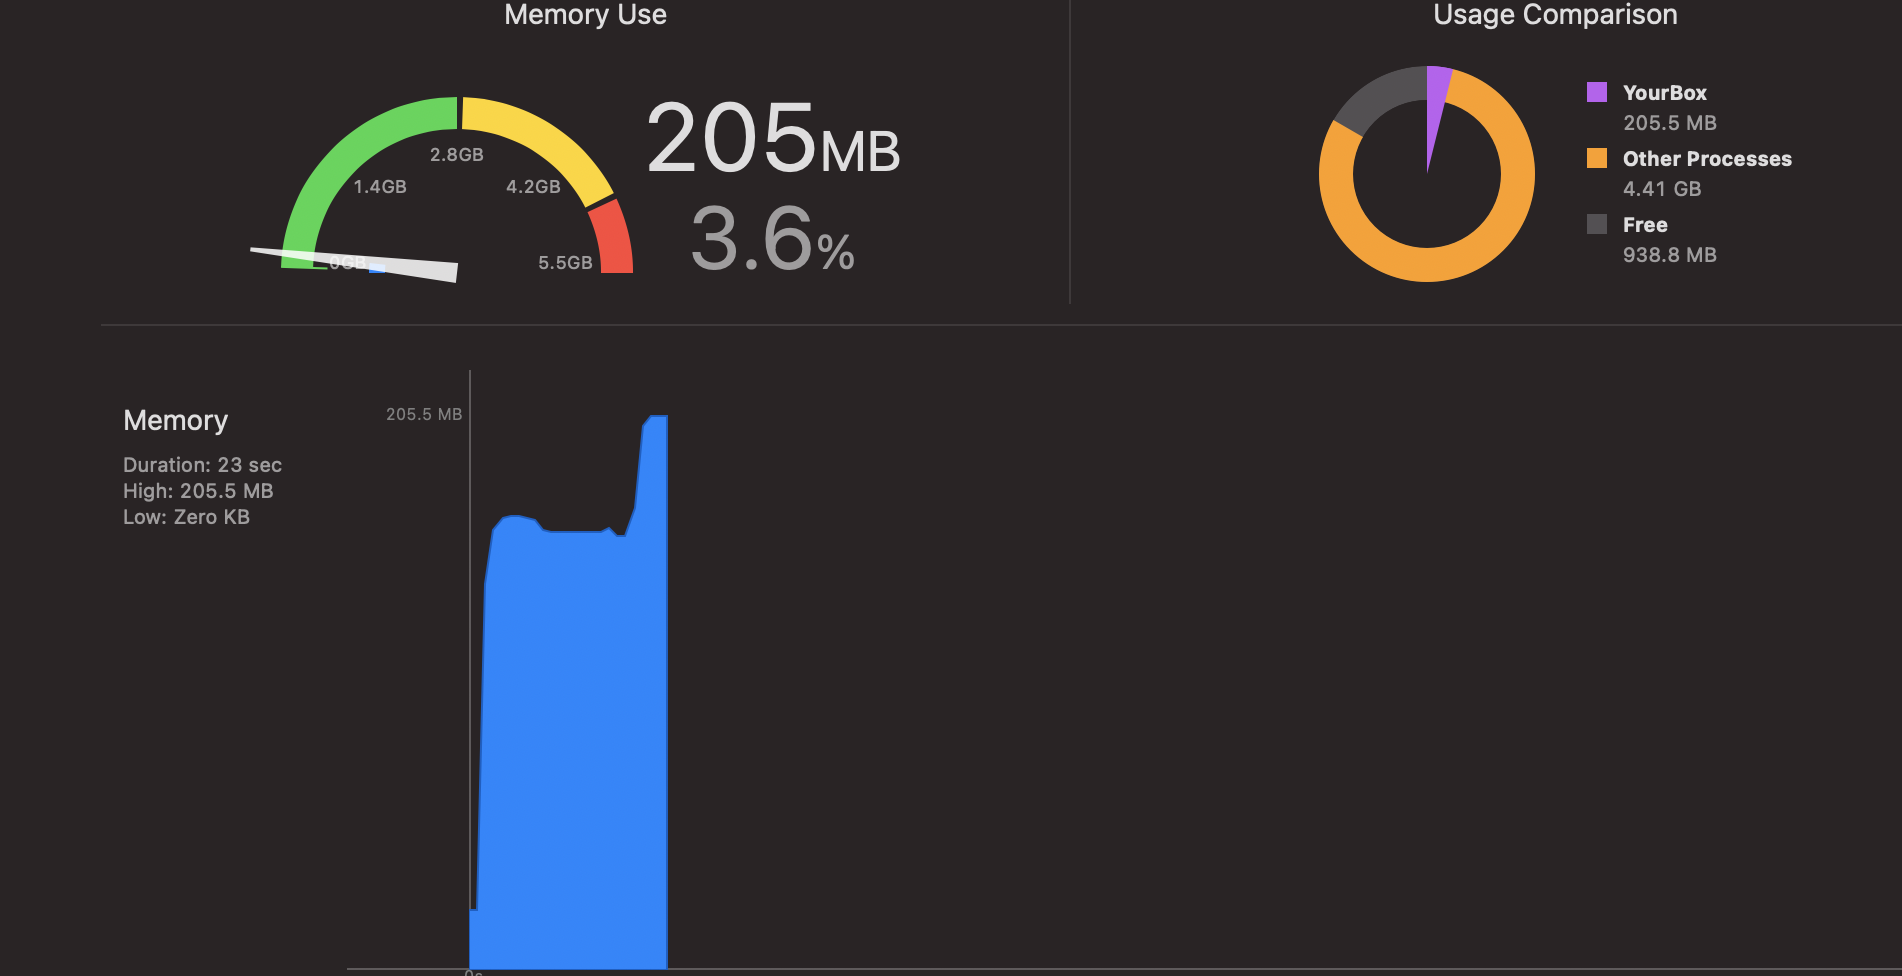 Memory Use
Usage Comparison
2.8GB
1.4GB
4.2GB
0GB
5.5GB
205MB
3.6%
YourBox
205.5 MB
Other Processes
4.41 GB
Free
938.8 MB
Memory
Duration: 23 sec
High: 205.5 MB
Low: Zero KB
205.5 MB
0s